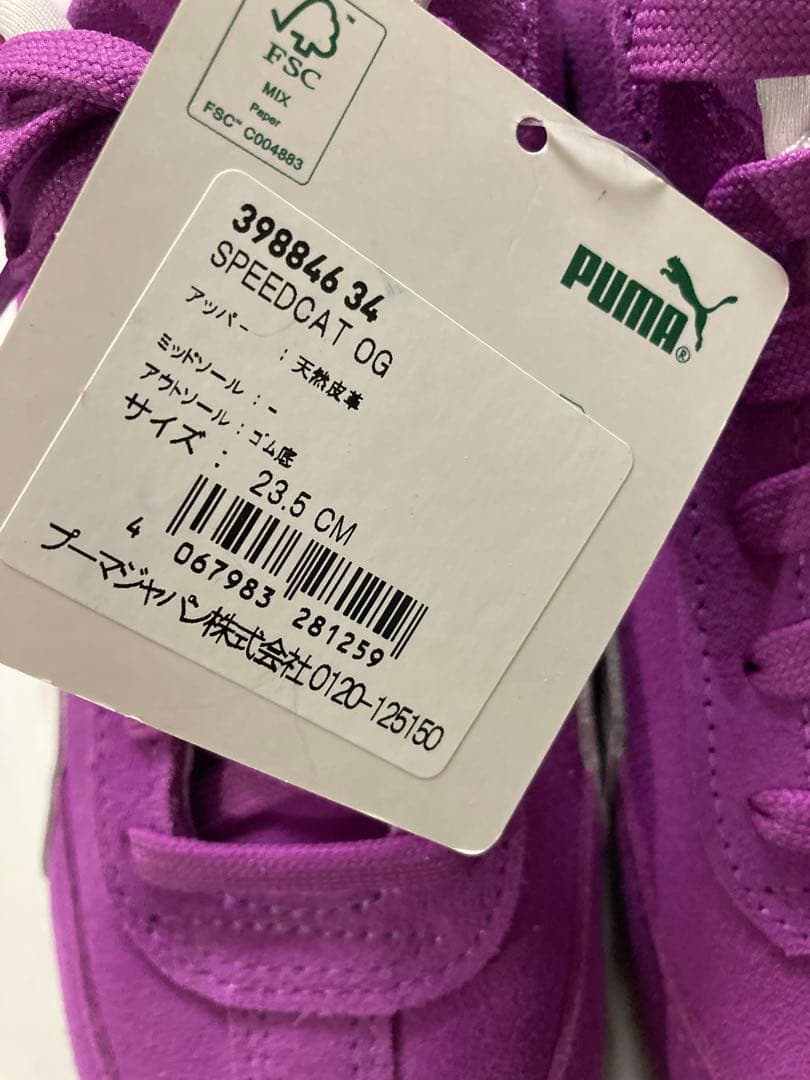 FSC™
MIX
Paper
FSC™ C004883
PUMA®
398846 34
SPEEDCAT OG
アッパー : 天然皮革
ミッドソール : -
アウトソール : ゴム底
サイズ : 23.5 CM
4 067983 281259
プーマジャパン株式会社0120-125150